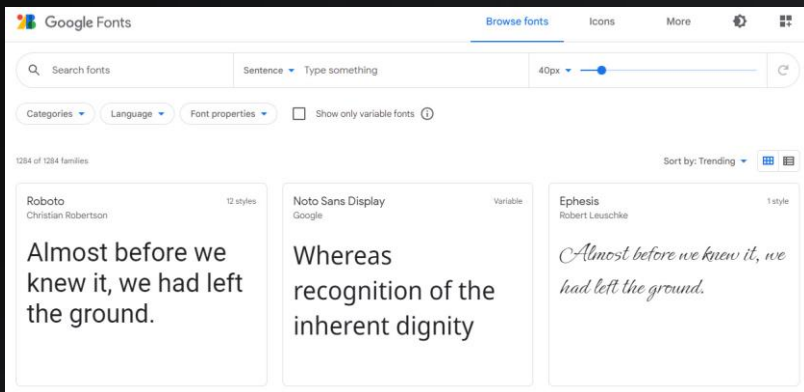 Google Fonts
Browse fonts
Icons
More
Search fonts
Sentence
Type something
40px
Categories
Language
Font properties
Show only variable fonts
1284 of 1284 families
Sort by: Trending
Roboto
12 styles
Christian Robertson
Almost before we
knew it, we had left
the ground.
Noto Sans Display
Variable
Google
Whereas
recognition of the
inherent dignity
Ephesis
1 style
Robert Leuschke
Almost before we knew it, we
had left the ground.